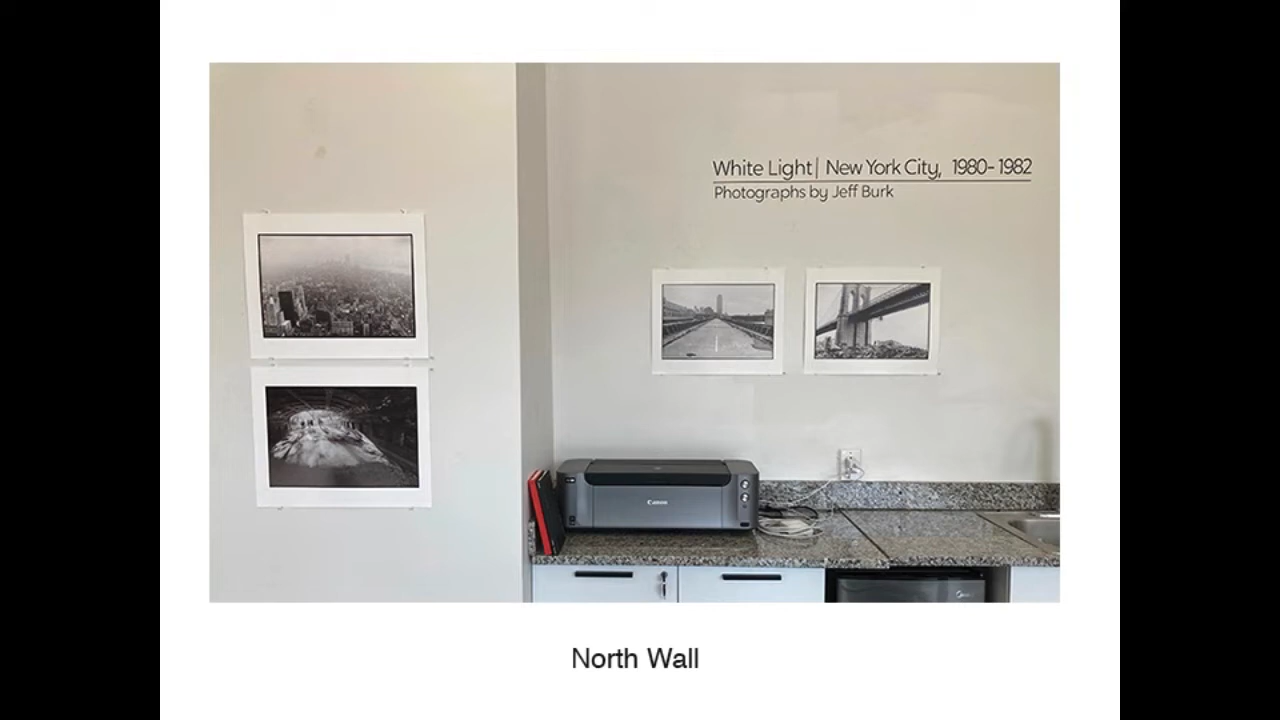 White Light| New York City, 1980-1982
Photographs by Jeff Burk
Canon
North Wall